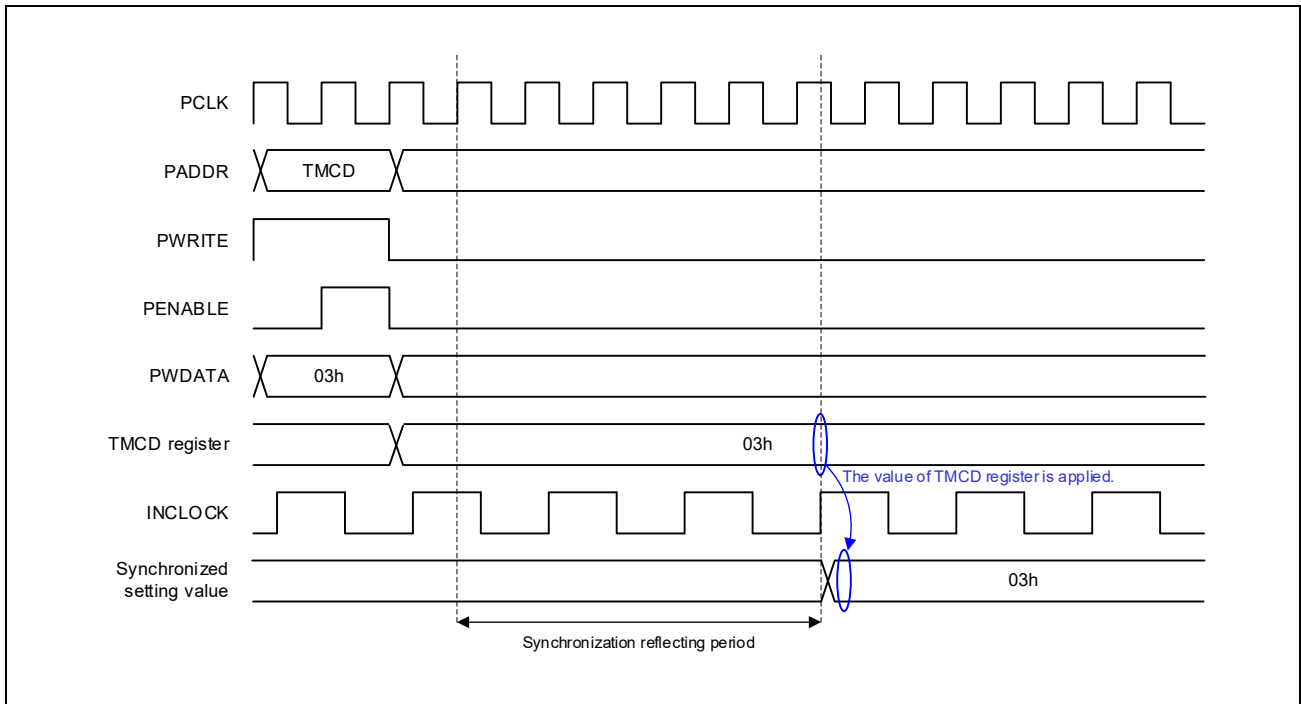 PCLK
PADDR
TMCD
PWRITE
PENABLE
PWDATA
03h
TMCD register
03h
The value of TMCD register is applied.
INCLOCK
Synchronized
setting value
03h
Synchronization reflecting period